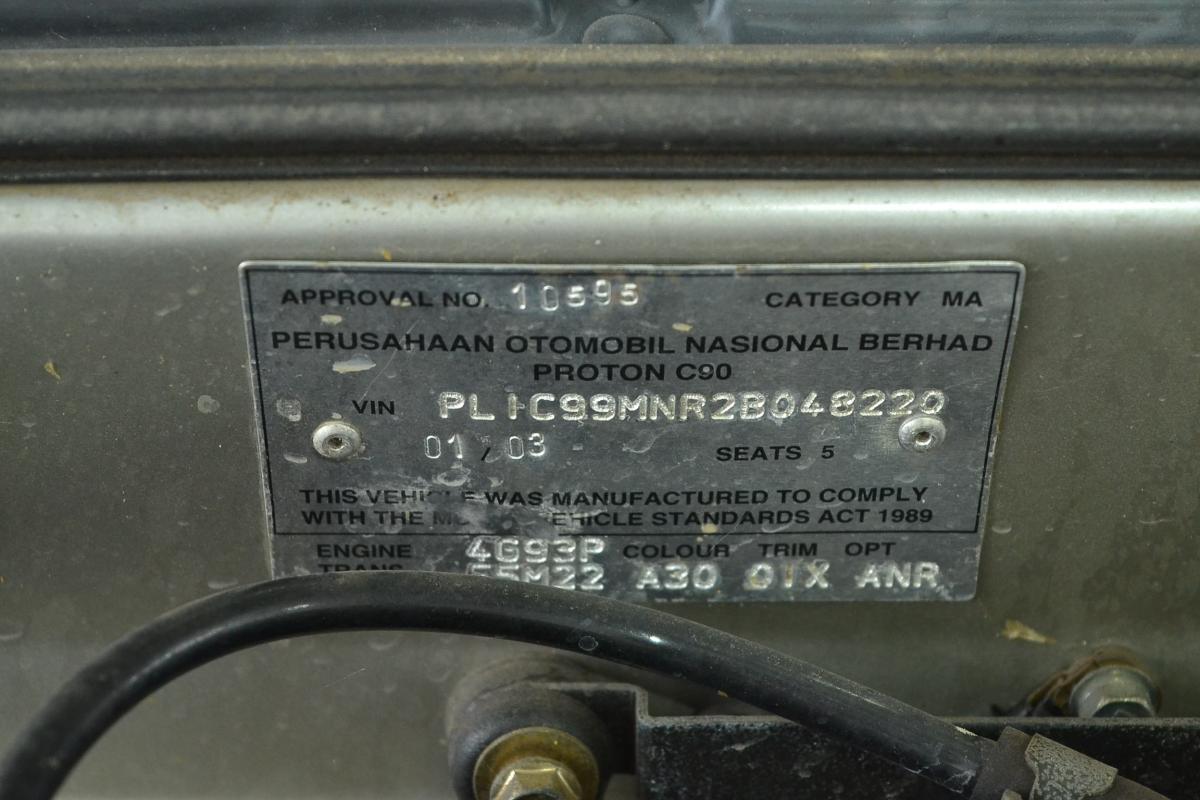 APPROVAL NO. 10595 CATEGORY MA
PERUSAHAAN OTOMOBIL NASIONAL BERHAD
PROTON C90
VIN PL1C99MNR2B048220
01 / 03 SEATS 5
THIS VEHICLE WAS MANUFACTURED TO COMPLY
WITH THE MOTOR VEHICLE STANDARDS ACT 1989
ENGINE 4G93P COLOUR TRIM OPT
TRANS F5M22 A30 01X ANR